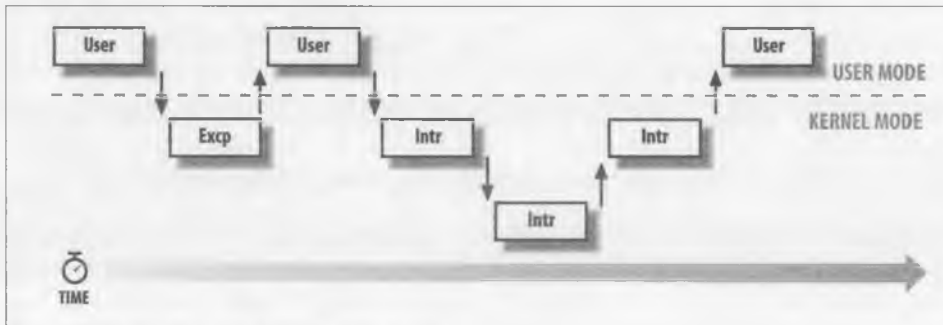 User
User
User
USER MODE
KERNEL MODE
Excp
Intr
Intr
Intr
TIME